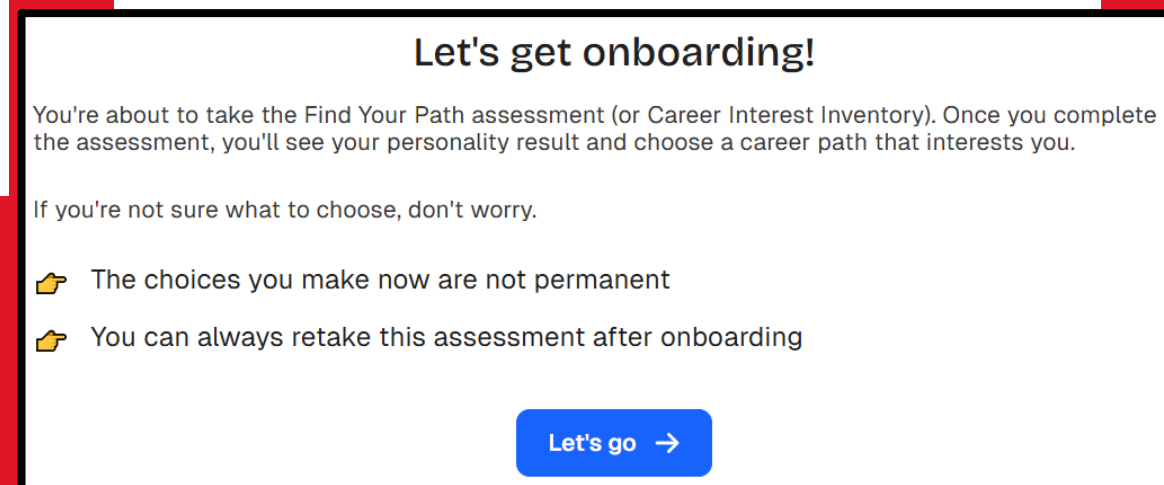 Let's get onboarding!
You're about to take the Find Your Path assessment (or Career Interest Inventory). Once you complete
the assessment, you'll see your personality result and choose a career path that interests you.
If you're not sure what to choose, don't worry.
👉 The choices you make now are not permanent
👉 You can always retake this assessment after onboarding
Let's go →